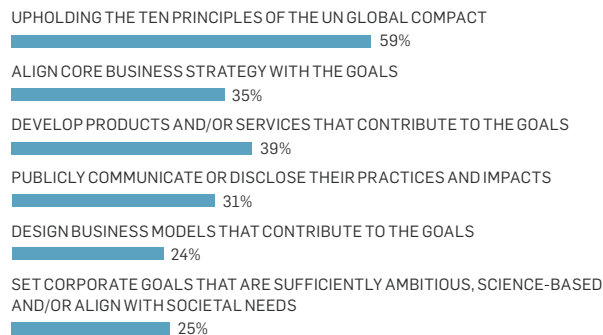 UPHOLDING THE TEN PRINCIPLES OF THE UN GLOBAL COMPACT
59%
ALIGN CORE BUSINESS STRATEGY WITH THE GOALS
35%
DEVELOP PRODUCTS AND/OR SERVICES THAT CONTRIBUTE TO THE GOALS
39%
PUBLICLY COMMUNICATE OR DISCLOSE THEIR PRACTICES AND IMPACTS
31%
DESIGN BUSINESS MODELS THAT CONTRIBUTE TO THE GOALS
24%
SET CORPORATE GOALS THAT ARE SUFFICIENTLY AMBITIOUS, SCIENCE-BASED
AND/OR ALIGN WITH SOCIETAL NEEDS
25%